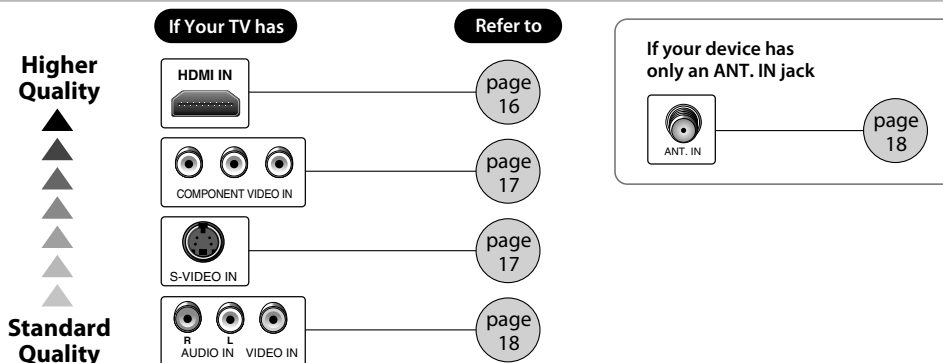 If Your TV has
Refer to
Higher
Quality
HDMI IN
page
16
COMPONENT VIDEO IN
page
17
S-VIDEO IN
page
17
Standard
Quality
R L
AUDIO IN VIDEO IN
page
18
If your device has
only an ANT. IN jack
ANT. IN
page
18